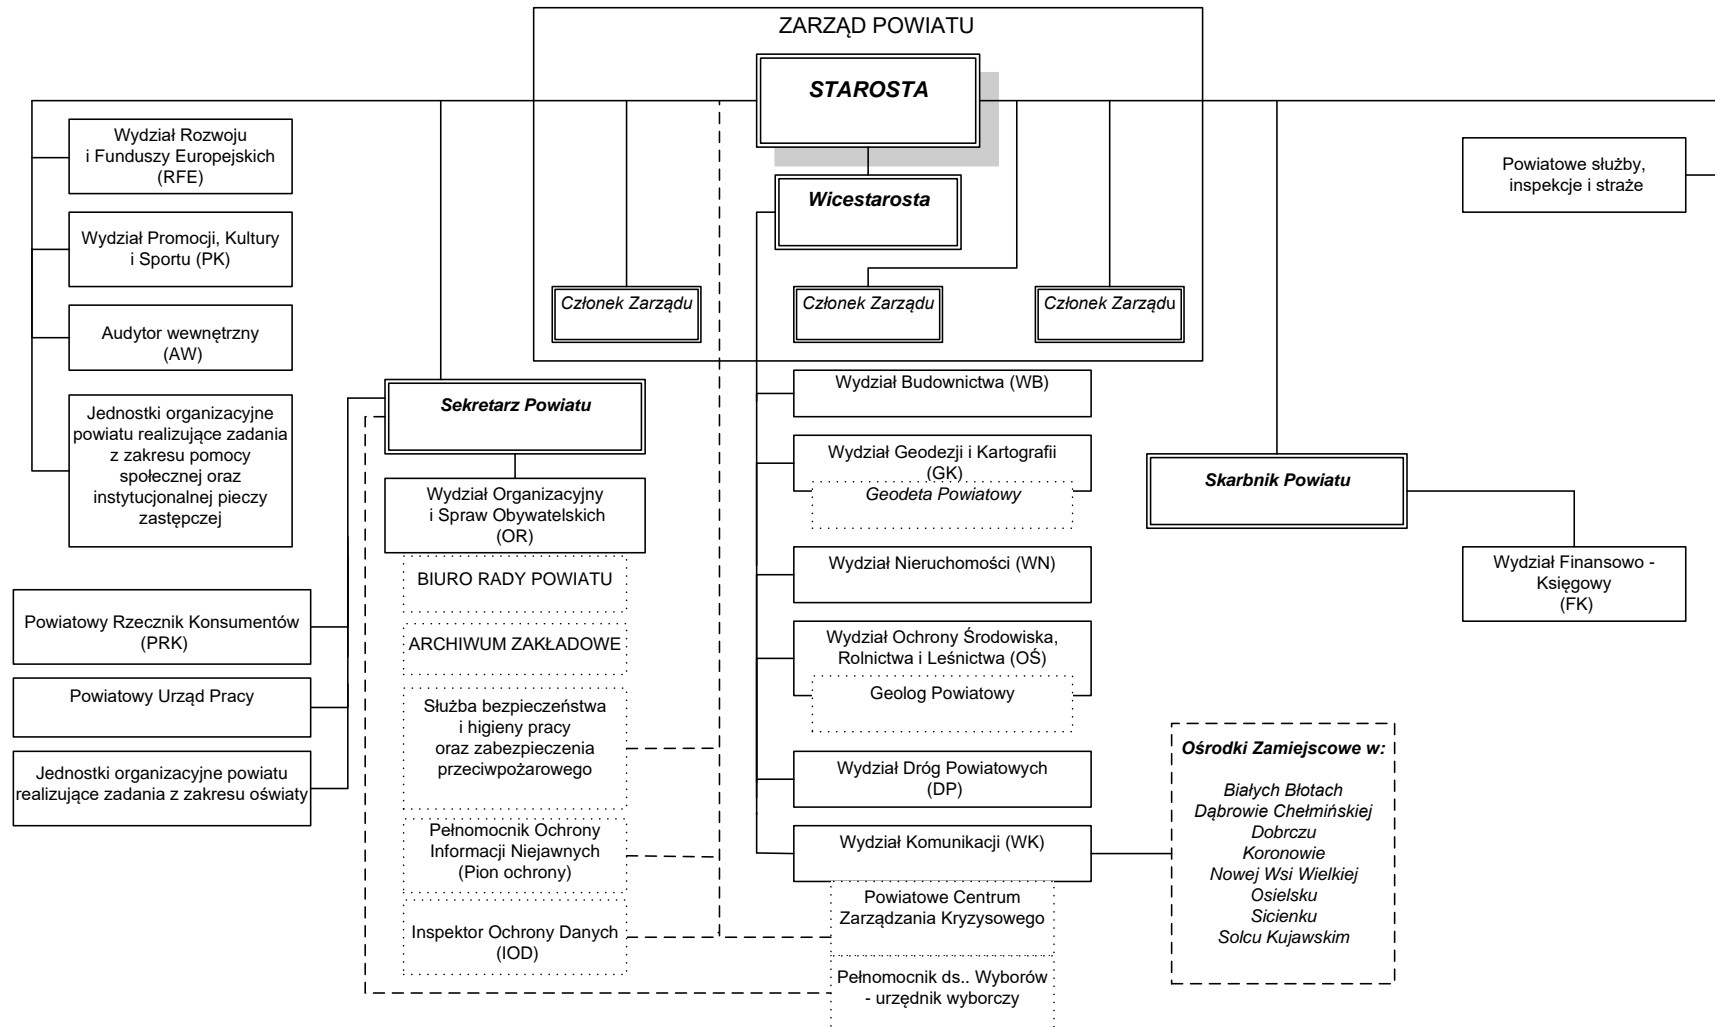 ZARZĄD POWIATU
STAROSTA
Wicestarosta
Członek Zarządu
Członek Zarządu
Członek Zarządu
Wydział Rozwoju
i Funduszy Europejskich
(RFE)
Wydział Promocji, Kultury
i Sportu (PK)
Audytor wewnętrzny
(AW)
Jednostki organizacyjne
powiatu realizujące zadania
z zakresu pomocy
społecznej oraz
instytucjonalnej pieczy
zastępczej
Powiatowy Rzecznik Konsumentów
(PRK)
Powiatowy Urząd Pracy
Jednostki organizacyjne powiatu
realizujące zadania z zakresu oświaty
Sekretarz Powiatu
Wydział Organizacyjny
i Spraw Obywatelskich
(OR)
BIURO RADY POWIATU
ARCHIWUM ZAKŁADOWE
Służba bezpieczeństwa
i higieny pracy
oraz zabezpieczenia
przeciwpożarowego
Pełnomocnik Ochrony
Informacji Niejawnych
(Pion ochrony)
Inspektor Ochrony Danych
(IOD)
Wydział Budownictwa (WB)
Wydział Geodezji i Kartografii
(GK)
Geodeta Powiatowy
Wydział Nieruchomości (WN)
Wydział Ochrony Środowiska,
Rolnictwa i Leśnictwa (OŚ)
Geolog Powiatowy
Wydział Dróg Powiatowych
(DP)
Wydział Komunikacji (WK)
Powiatowe Centrum
Zarządzania Kryzysowego
Pełnomocnik ds.. Wyborów
- urzędnik wyborczy
Ośrodki Zamiejscowe w:
Białych Błotach
Dąbrowie Chełmińskiej
Dobrczu
Koronowie
Nowej Wsi Wielkiej
Osielsku
Sicienku
Solcu Kujawskim
Skarbnik Powiatu
Wydział Finansowo -
Księgowy
(FK)
Powiatowe służby,
inspekcje i straże